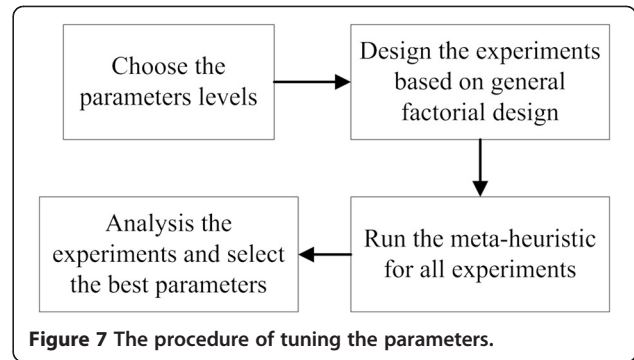 Choose the
parameters levels
Design the experiments
based on general
factorial design
Run the meta-heuristic
for all experiments
Analysis the
experiments and select
the best parameters
Figure 7 The procedure of tuning the parameters.